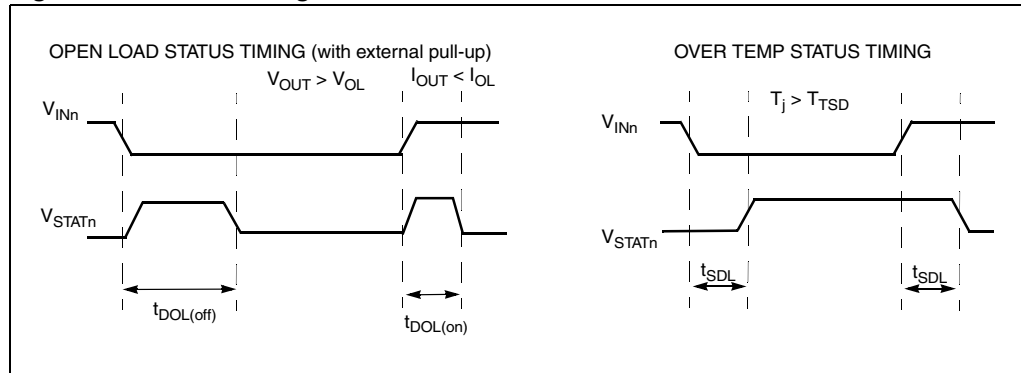 OPEN LOAD STATUS TIMING (with external pull-up)
V_OUT > V_OL
I_OUT < I_OL
V_INn
V_STATn
t_DOL(off)
t_DOL(on)
OVER TEMP STATUS TIMING
T_j > T_TSD
V_INn
V_STATn
t_SDL
t_SDL